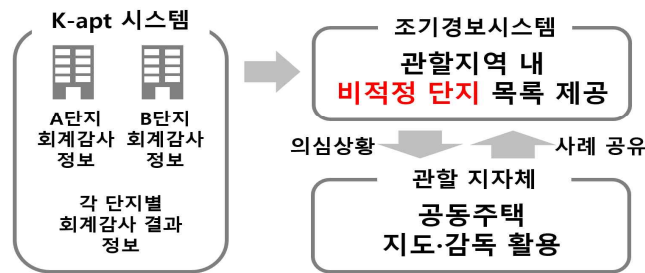 K-apt 시스템
A단지
회계감사
정보
B단지
회계감사
정보
각 단지별
회계감사 결과
정보
조기경보시스템
관할지역 내
비적정 단지 목록 제공
의심상황
사례 공유
관할 지자체
공동주택
지도·감독 활용